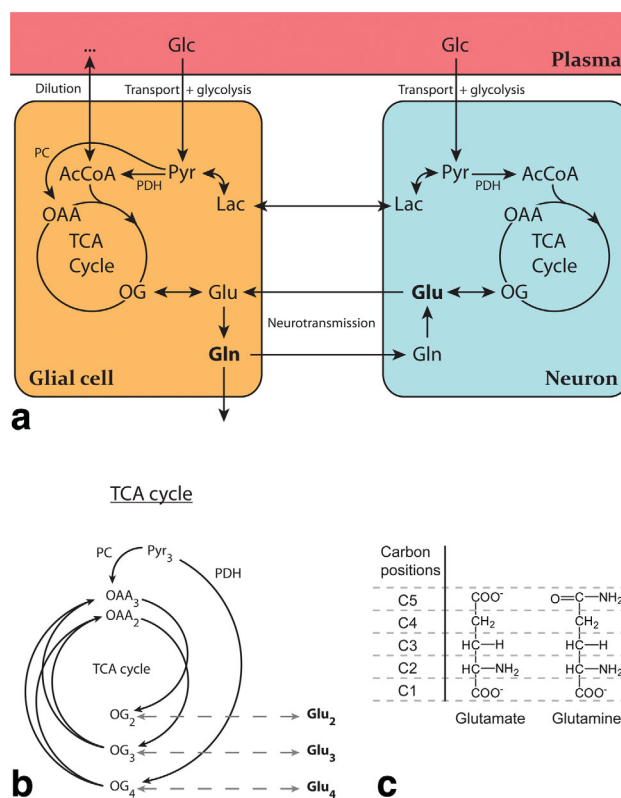 ... Glc Glc
Plasma
Dilution Transport + glycolysis Transport + glycolysis
PC
AcCoA PDH Pyr Pyr PDH AcCoA
OAA Lac Lac OAA
TCA Cycle TCA Cycle
OG Glu Glu OG
Neurotransmission
Gln Gln
Glial cell Neuron
a
TCA cycle
PC Pyr3 PDH
OAA3
OAA2
TCA cycle
OG2 Glu2
OG3 Glu3
OG4 Glu4
b
Carbon
positions
C5 COO- O=C—NH2
C4 CH2 CH2
C3 HC—H HC—H
C2 HC—NH2 HC—NH2
C1 COO- COO-
Glutamate Glutamine
c